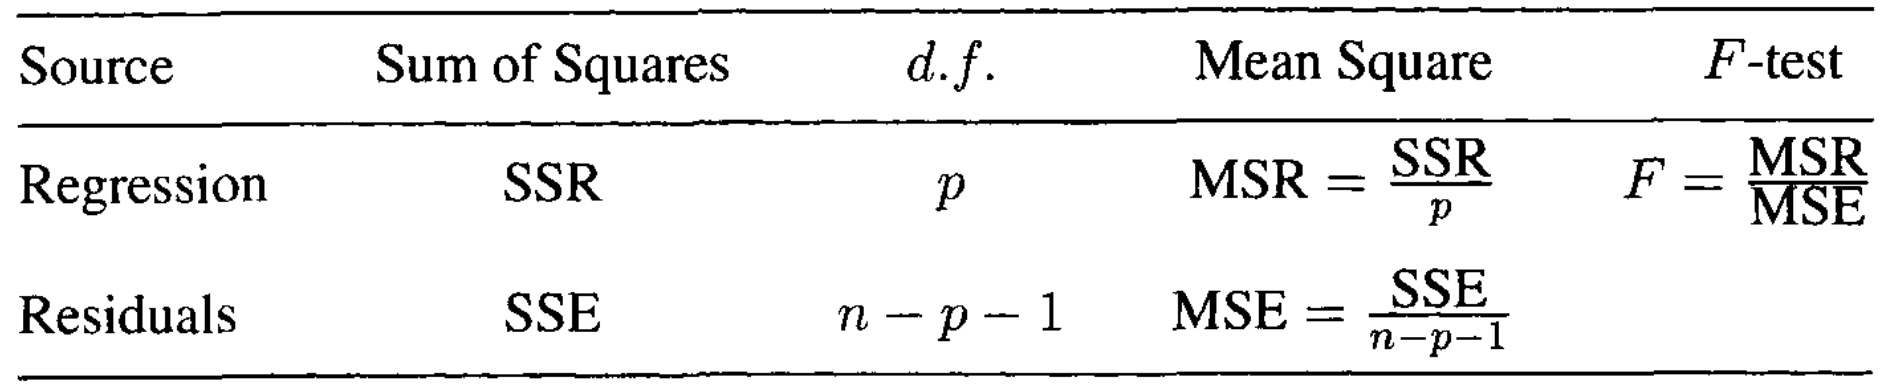 Source Sum of Squares d.f. Mean Square F-test
Regression SSR p MSR = SSR/p F = MSR/MSE
Residuals SSE n − p − 1 MSE = SSE/n−p−1